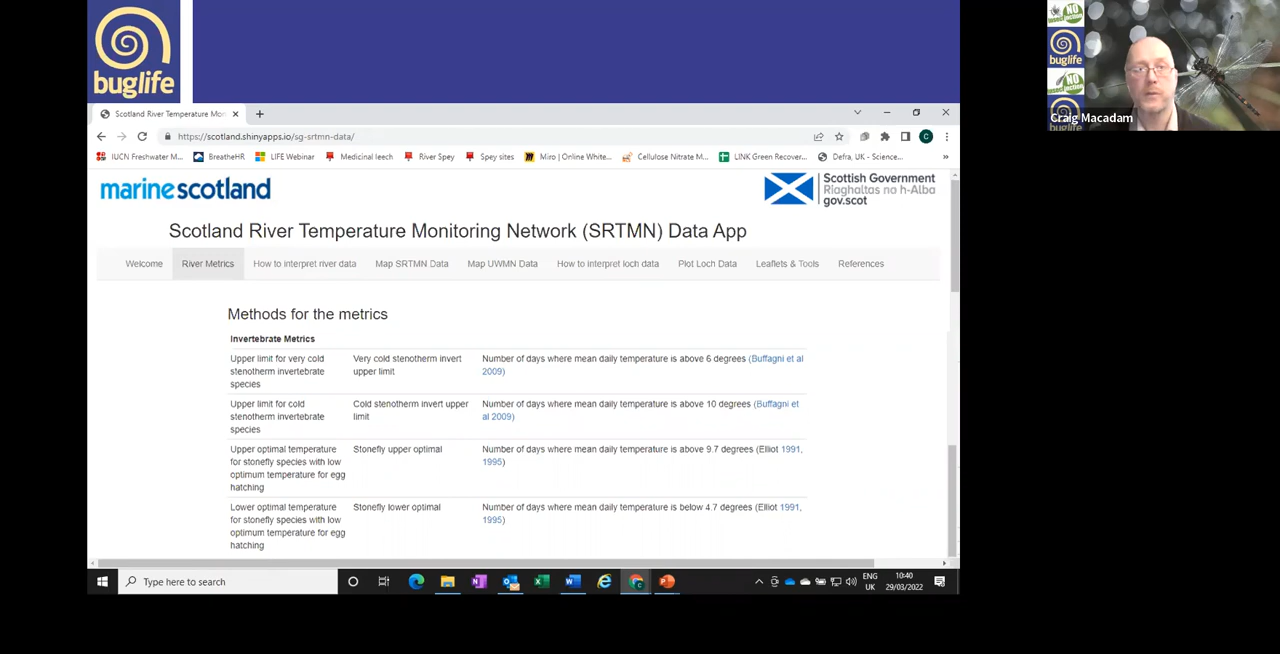 buglife
Scotland River Temperature Mon
https://scotland.shinyapps.io/sg-srtmn-data/
IUCN Freshwater M...
BreatheHR
LIFE Webinar
Medicinal leech
River Spey
Spey sites
Miro | Online White...
Cellulose Nitrate M...
LINK Green Recover...
Defra, UK - Science...
marinescotland
Scottish Government
Riaghaltas na h-Alba
gov.scot
Scotland River Temperature Monitoring Network (SRTMN) Data App
Welcome
River Metrics
How to interpret river data
Map SRTMN Data
Map UWMN Data
How to interpret loch data
Plot Loch Data
Leaflets & Tools
References
Methods for the metrics
Invertebrate Metrics
Upper limit for very cold
stenotherm invertebrate
species
Very cold stenotherm invert
upper limit
Number of days where mean daily temperature is above 6 degrees (Buffagni et al
2009)
Upper limit for cold
stenotherm invertebrate
species
Cold stenotherm invert upper
limit
Number of days where mean daily temperature is above 10 degrees (Buffagni et
al 2009)
Upper optimal temperature
for stonefly species with low
optimum temperature for egg
hatching
Stonefly upper optimal
Number of days where mean daily temperature is above 9.7 degrees (Elliot 1991,
1995)
Lower optimal temperature
for stonefly species with low
optimum temperature for egg
hatching
Stonefly lower optimal
Number of days where mean daily temperature is below 4.7 degrees (Elliot 1991,
1995)
Type here to search
ENG
UK
10:40
29/03/2022
NO
buglife
NO
Craig Macadam